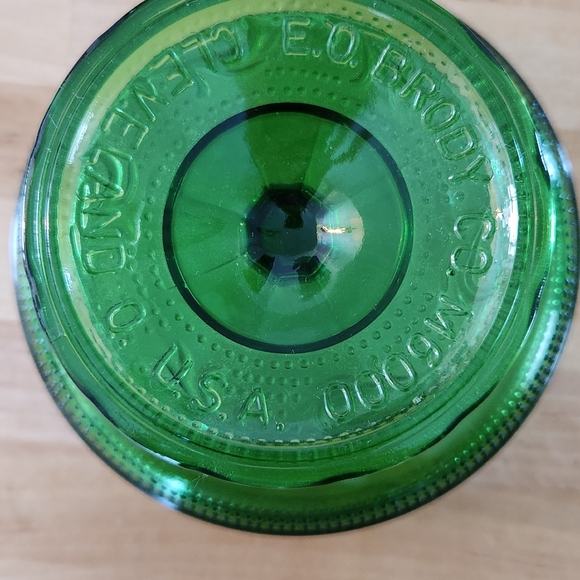 E.O. BRODY CO. M6000
CLEVELAND O. U.S.A.